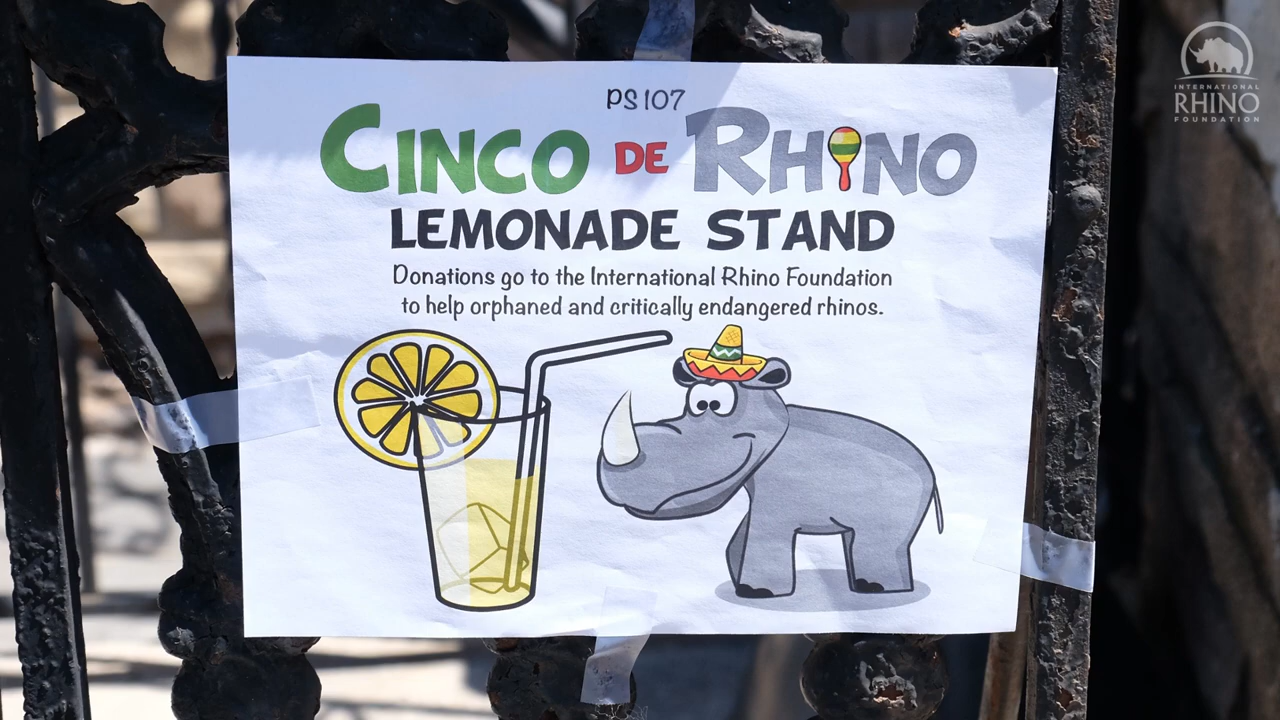 PS 107
CINCO DE RHINO
LEMONADE STAND
Donations go to the International Rhino Foundation
to help orphaned and critically endangered rhinos.
INTERNATIONAL
RHINO
FOUNDATION